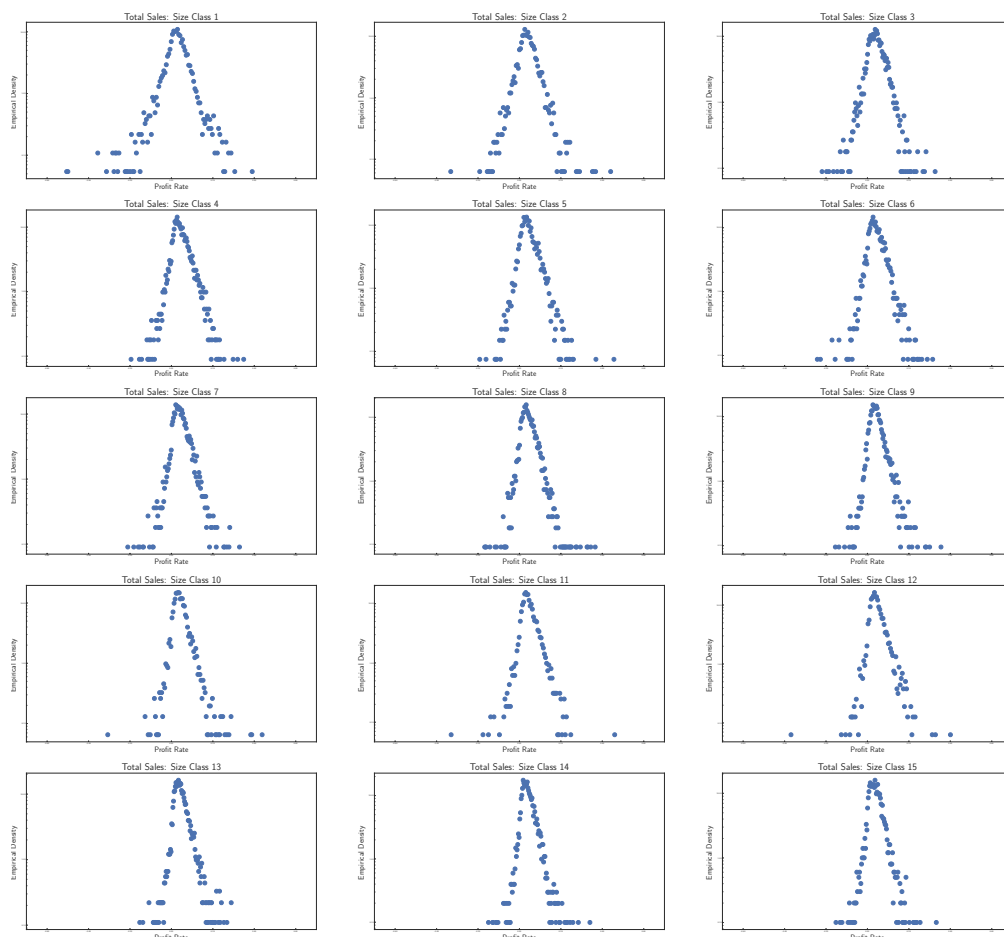 Total Sales: Size Class 1
Total Sales: Size Class 2
Total Sales: Size Class 3
Empirical Density
Empirical Density
Empirical Density
Profit Rate
Profit Rate
Profit Rate
Total Sales: Size Class 4
Total Sales: Size Class 5
Total Sales: Size Class 6
Empirical Density
Empirical Density
Empirical Density
Profit Rate
Profit Rate
Profit Rate
Total Sales: Size Class 7
Total Sales: Size Class 8
Total Sales: Size Class 9
Empirical Density
Empirical Density
Empirical Density
Profit Rate
Profit Rate
Profit Rate
Total Sales: Size Class 10
Total Sales: Size Class 11
Total Sales: Size Class 12
Empirical Density
Empirical Density
Empirical Density
Profit Rate
Profit Rate
Profit Rate
Total Sales: Size Class 13
Total Sales: Size Class 14
Total Sales: Size Class 15
Empirical Density
Empirical Density
Empirical Density
Profit Rate
Profit Rate
Profit Rate